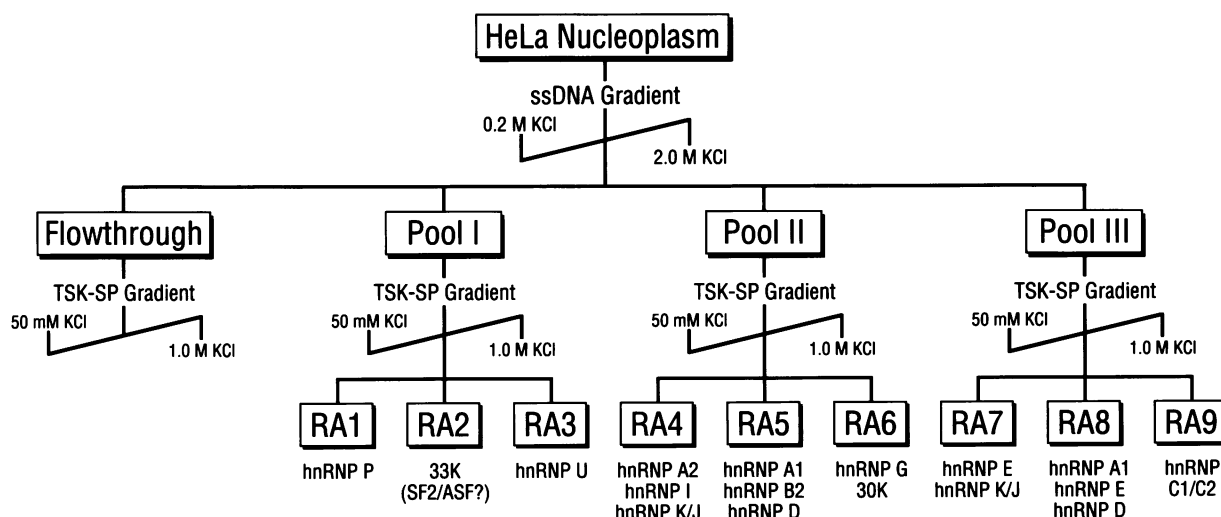 HeLa Nucleoplasm
ssDNA Gradient
0.2 M KCl
2.0 M KCl
Flowthrough
Pool I
Pool II
Pool III
TSK-SP Gradient
TSK-SP Gradient
TSK-SP Gradient
TSK-SP Gradient
50 mM KCl
1.0 M KCl
50 mM KCl
1.0 M KCl
50 mM KCl
1.0 M KCl
50 mM KCl
1.0 M KCl
RA1
RA2
RA3
RA4
RA5
RA6
RA7
RA8
RA9
hnRNP P
33K
(SF2/ASF?)
hnRNP U
hnRNP A2
hnRNP I
hnRNP K/J
hnRNP A1
hnRNP B2
hnRNP D
hnRNP G
30K
hnRNP E
hnRNP K/J
hnRNP A1
hnRNP E
hnRNP D
hnRNP
C1/C2